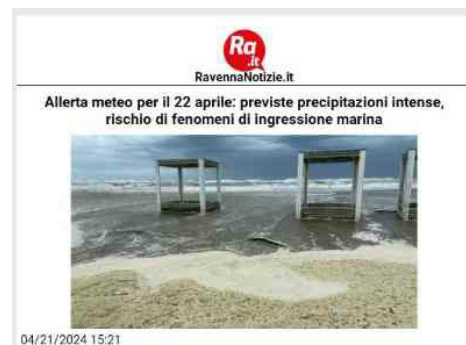 Ra
.it
RavennaNotizie.it
Allerta meteo per il 22 aprile: previste precipitazioni intense,
rischio di fenomeni di ingressione marina
04/21/2024 15:21